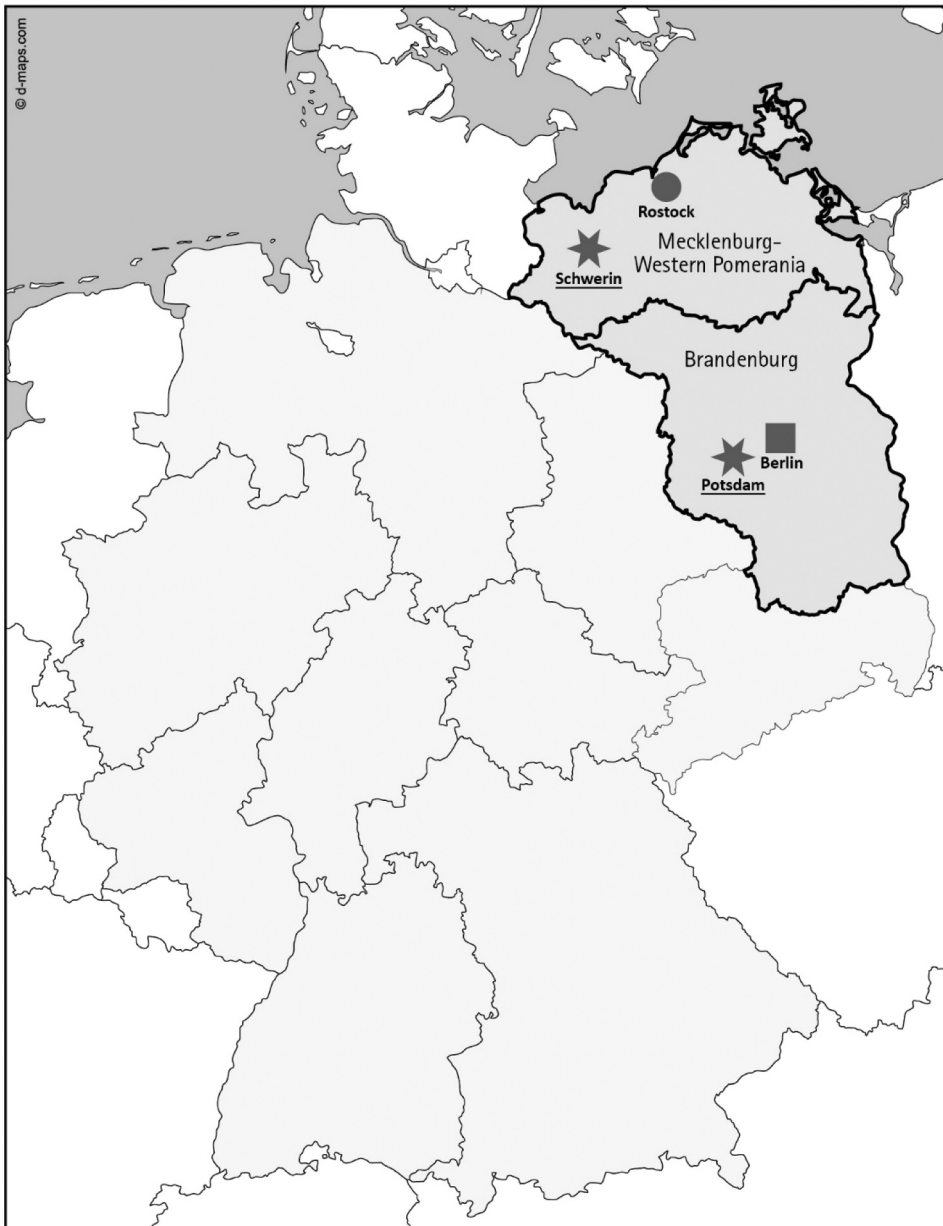 © d-maps.com
Rostock
Mecklenburg-
Western Pomerania
Schwerin
Brandenburg
Berlin
Potsdam